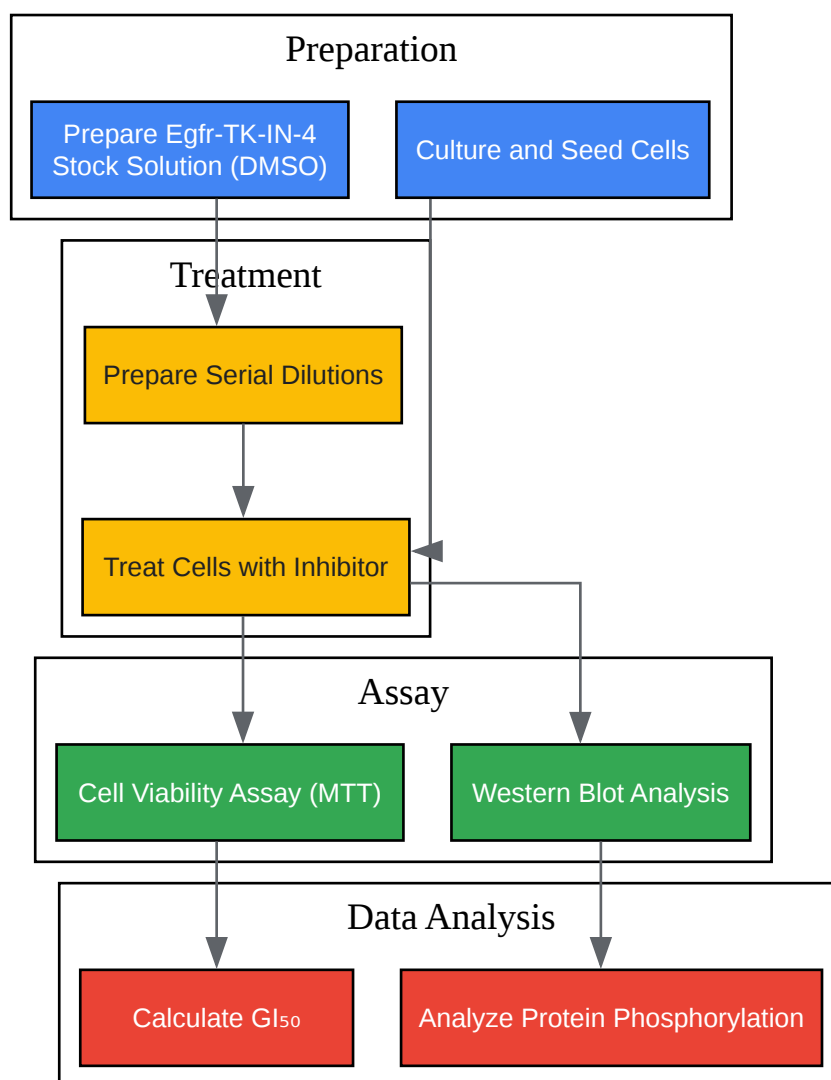 Preparation
Prepare Egfr-TK-IN-4
Stock Solution (DMSO)
Culture and Seed Cells
Treatment
Prepare Serial Dilutions
Treat Cells with Inhibitor
Assay
Cell Viability Assay (MTT)
Western Blot Analysis
Data Analysis
Calculate GI₅₀
Analyze Protein Phosphorylation